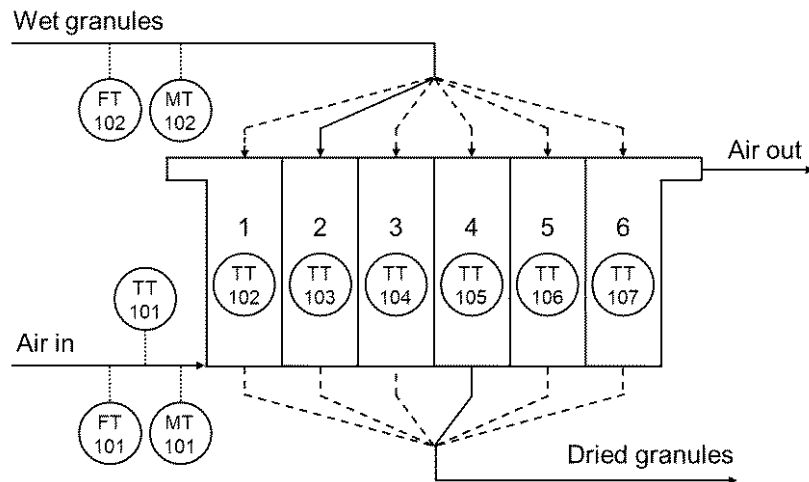 Wet granules
FT
102
MT
102
Air out
1 2 3 4 5 6
TT
102
TT
103
TT
104
TT
105
TT
106
TT
107
TT
101
Air in
FT
101
MT
101
Dried granules